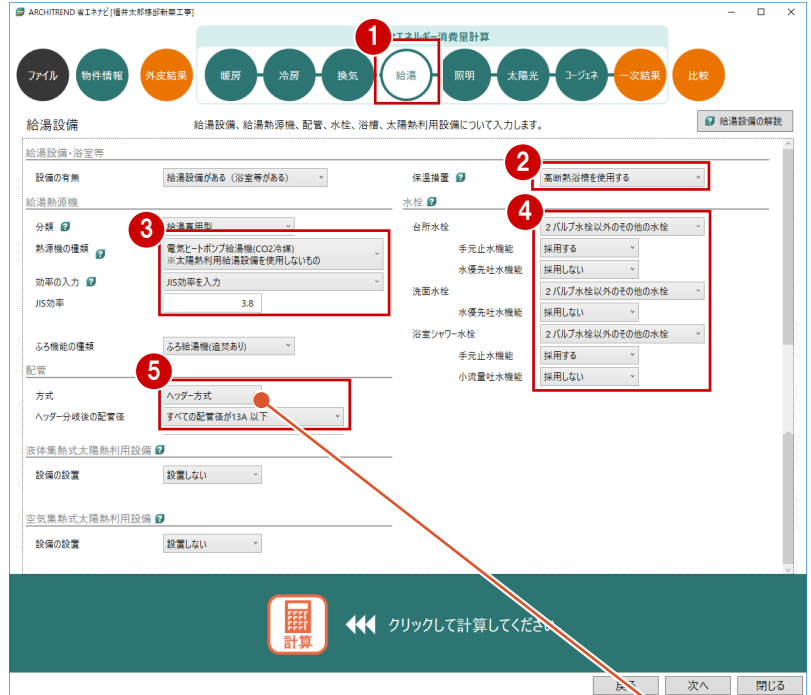 ARCHITREND 省エネナビ [福井太郎様邸新築工事]
エネルギー消費量計算
1
ファイル
物件情報
外皮結果
暖房
冷房
換気
給湯
照明
太陽光
コージェネ
一次結果
比較
給湯設備
給湯設備、給湯熱源機、配管、水栓、浴槽、太陽熱利用設備について入力します。
給湯設備の解説
給湯設備・浴室等
設備の有無 給湯設備がある（浴室等がある）
2
保温措置 高断熱浴槽を使用する
給湯熱源機
分類 給湯専用型
3
熱源機の種類 電気ヒートポンプ給湯機(CO2冷媒)
※太陽熱利用給湯設備を使用しないもの
効率の入力 JIS効率を入力
JIS効率 3.8
ふろ機能の種類 ふろ給湯機(追焚あり)
水栓
4
台所水栓 2バルブ水栓以外のその他の水栓
手元止水機能 採用する
水優先吐水機能 採用しない
洗面水栓 2バルブ水栓以外のその他の水栓
水優先吐水機能 採用しない
浴室シャワー水栓 2バルブ水栓以外のその他の水栓
手元止水機能 採用する
小流量吐水機能 採用しない
配管
5
方式 ヘッダー方式
ヘッダー分岐後の配管径 すべての配管径が13A 以下
液体集熱式太陽熱利用設備
設備の設置 設置しない
空気集熱式太陽熱利用設備
設備の設置 設置しない
計算
クリックして計算してください。
戻る
次へ
閉じる